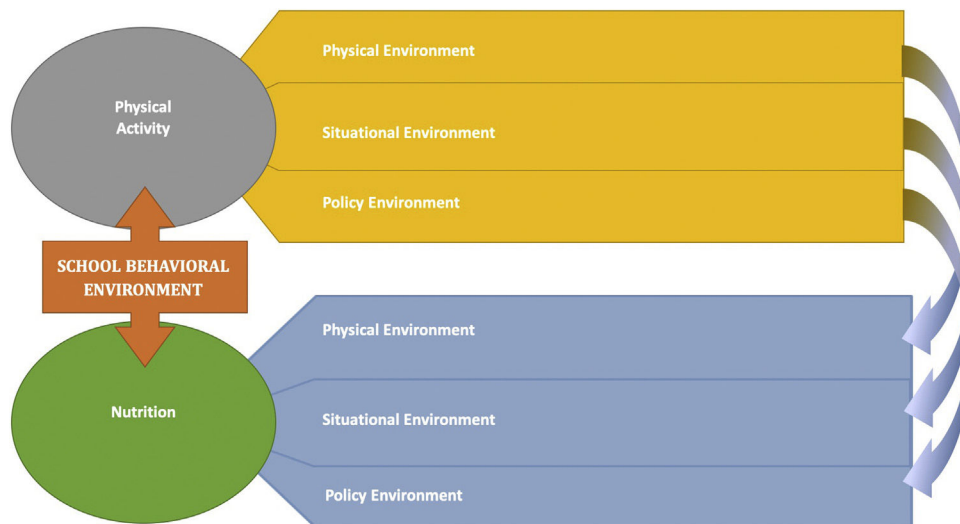 Physical Environment
Physical
Activity
Situational Environment
Policy Environment
SCHOOL BEHAVIORAL
ENVIRONMENT
Physical Environment
Nutrition
Situational Environment
Policy Environment